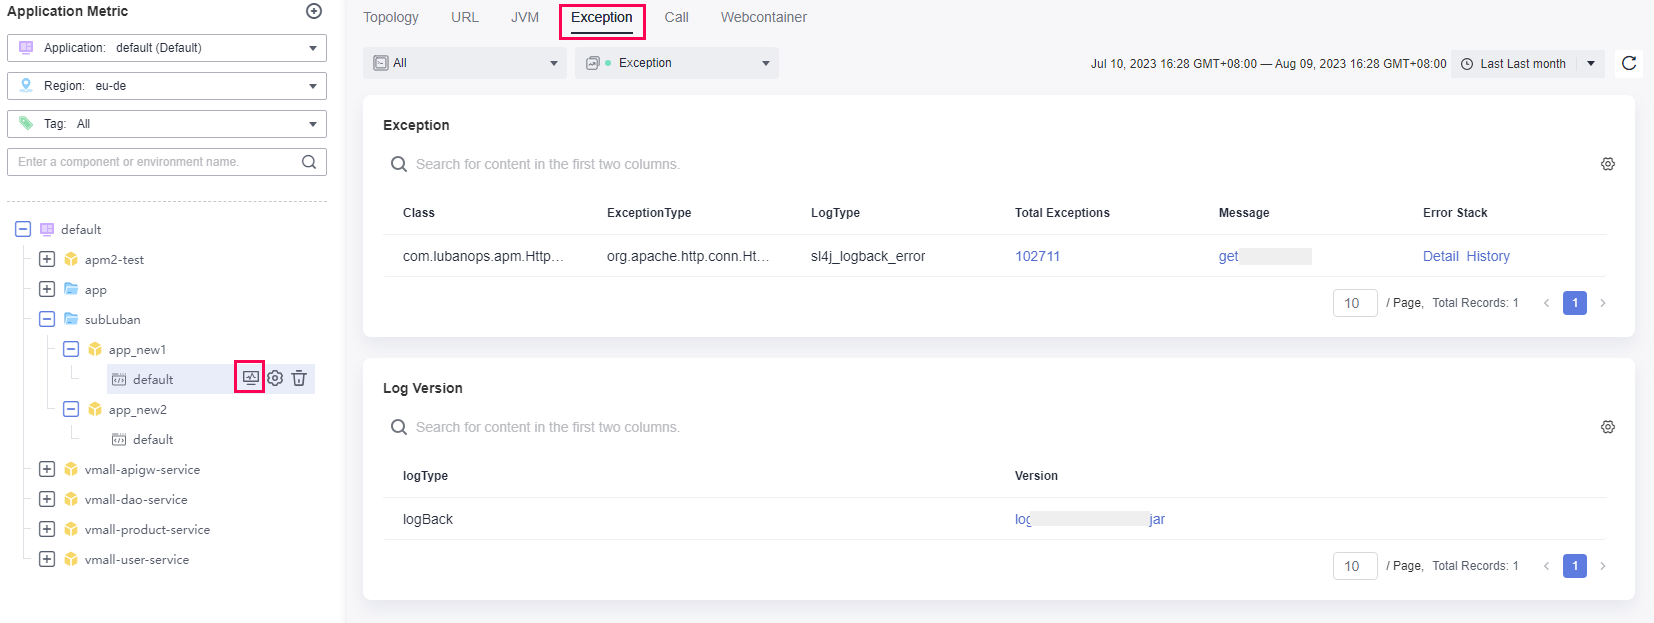 Application Metric
Application: default (Default)
Region: eu-de
Tag: All
Enter a component or environment name.
default
apm2-test
app
subLuban
app_new1
default
app_new2
default
vmall-apigw-service
vmall-dao-service
vmall-product-service
vmall-user-service
Topology URL JVM Exception Call Webcontainer
All Exception Jul 10, 2023 16:28 GMT+08:00 — Aug 09, 2023 16:28 GMT+08:00 Last Last month
Exception
Search for content in the first two columns.
Class ExceptionType LogType Total Exceptions Message Error Stack
com.lubanops.apm.Http... org.apache.http.conn.Ht... sl4j_logback_error 102711 get Detail History
10 / Page, Total Records: 1 < 1 >
Log Version
Search for content in the first two columns.
logType Version
logBack log jar
10 / Page, Total Records: 1 < 1 >